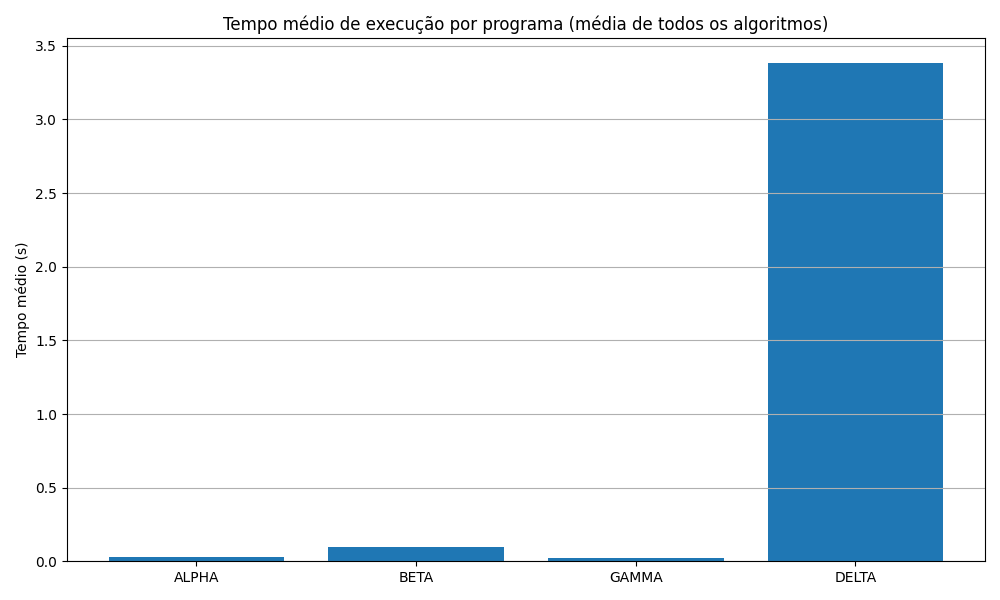 Tempo médio de execução por programa (média de todos os algoritmos)
Tempo médio (s)
3.5
3.0
2.5
2.0
1.5
1.0
0.5
0.0
ALPHA BETA GAMMA DELTA